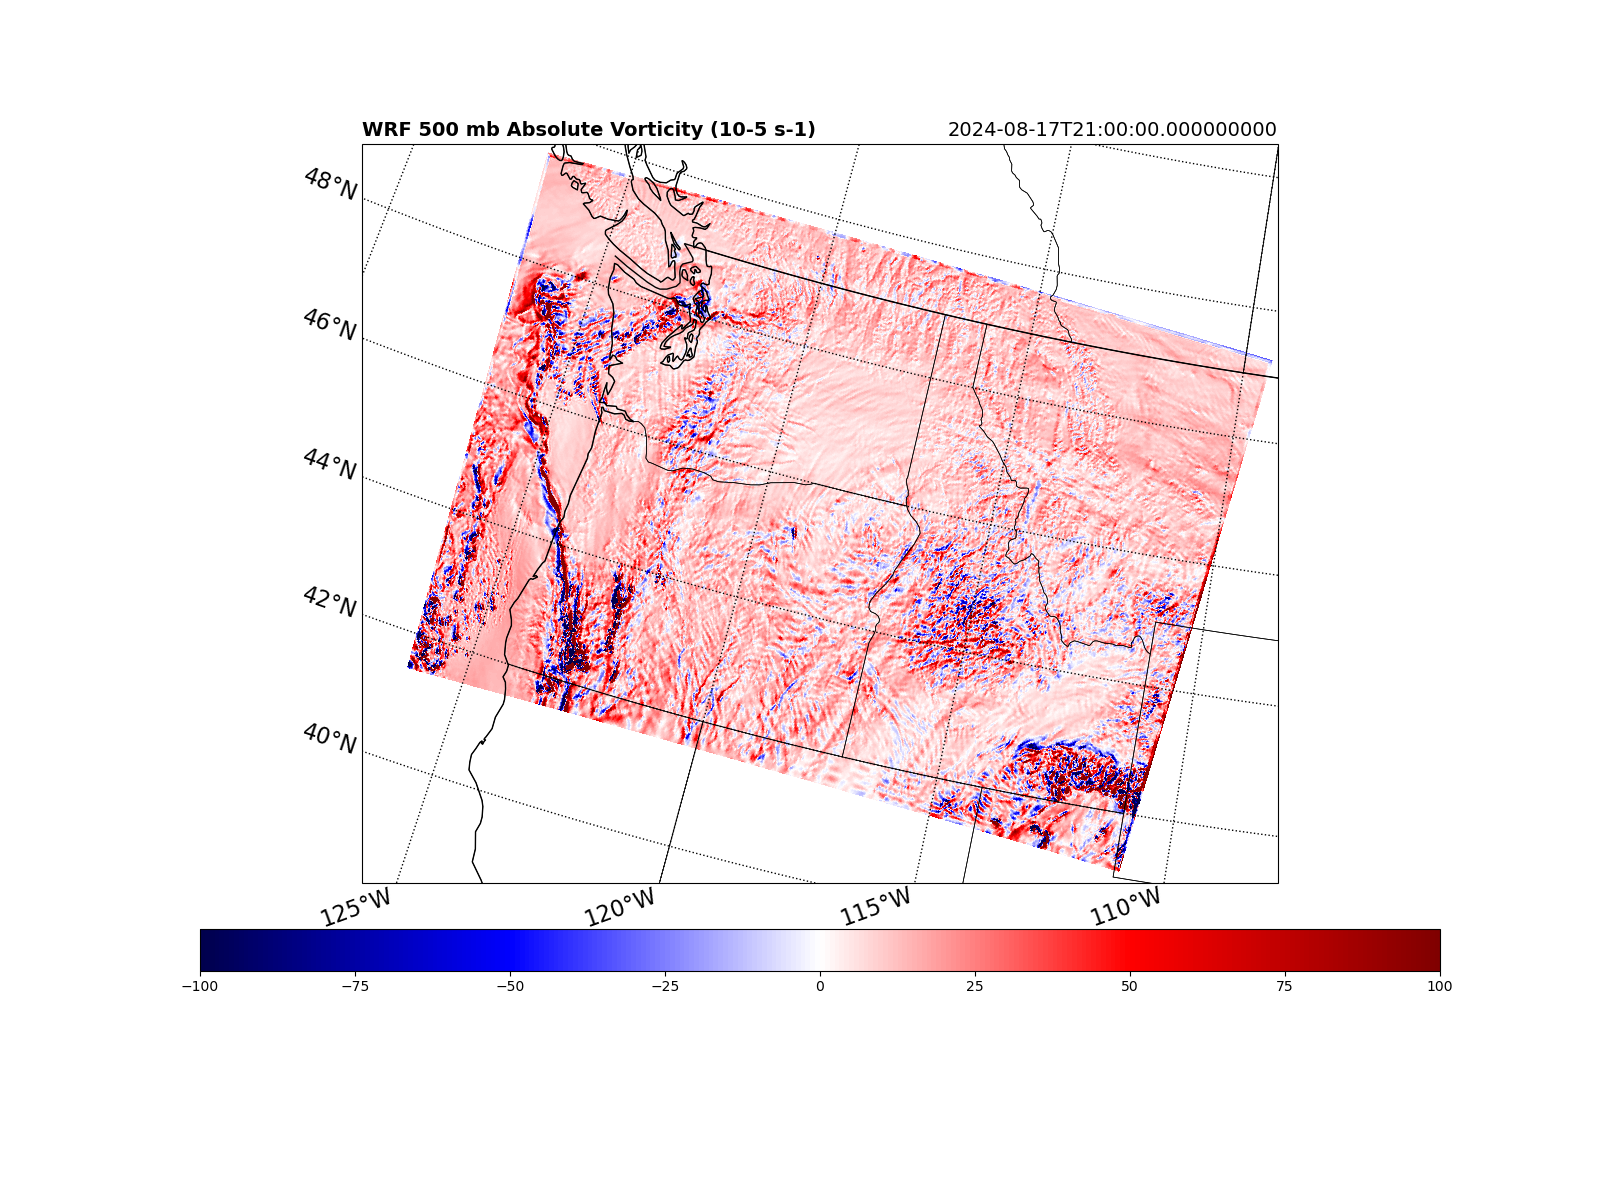 WRF 500 mb Absolute Vorticity (10-5 s-1) 2024-08-17T21:00:00.000000000
48°N
46°N
44°N
42°N
40°N
125°W 120°W 115°W 110°W
−100 −75 −50 −25 0 25 50 75 100